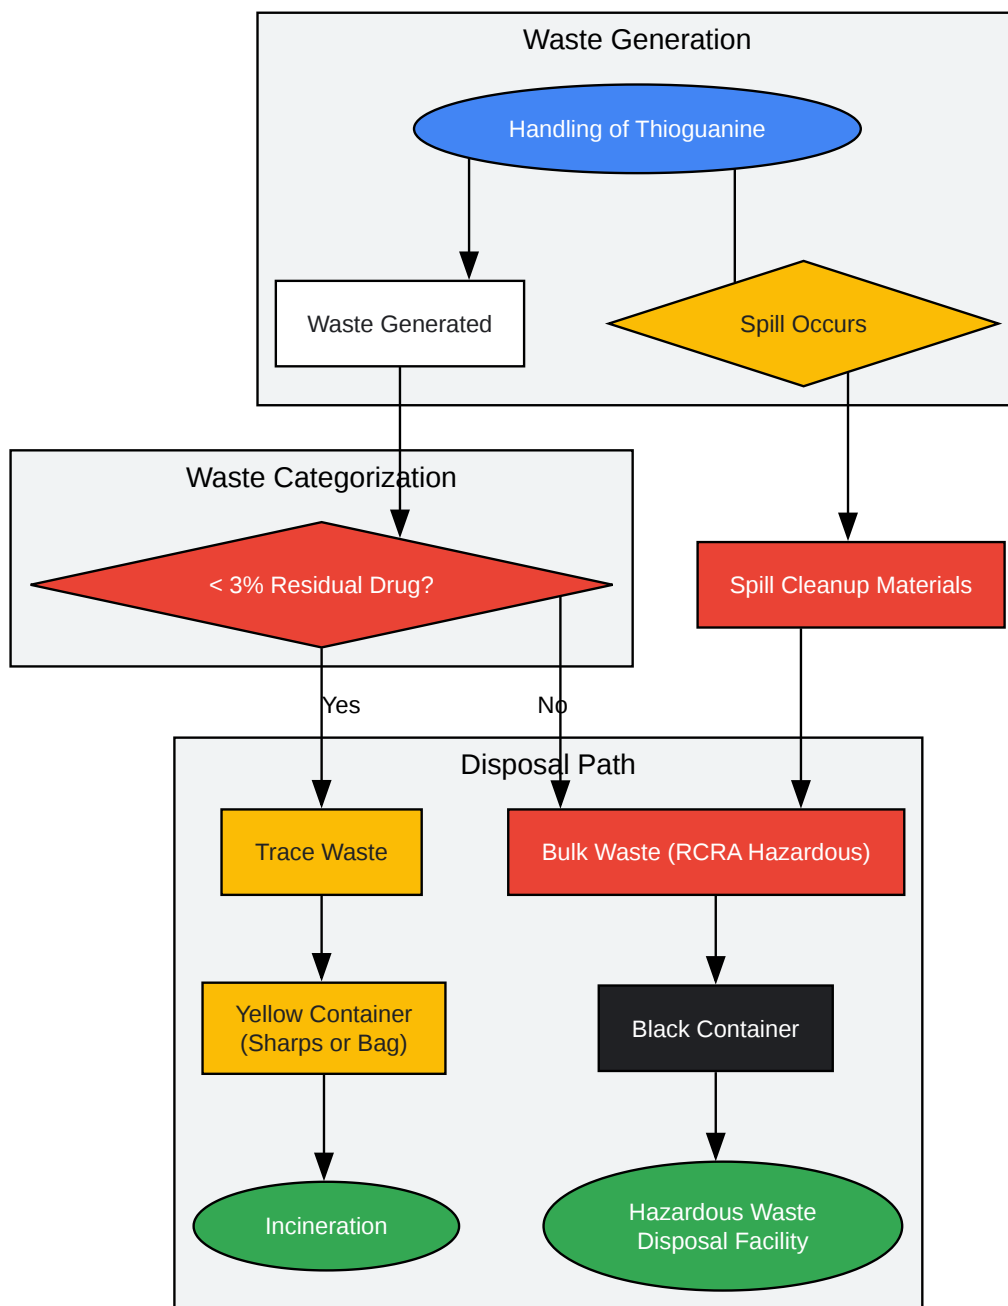 Waste Generation
Handling of Thioguanine
Waste Generated
Spill Occurs
Waste Categorization
< 3% Residual Drug?
Spill Cleanup Materials
Yes
No
Disposal Path
Trace Waste
Bulk Waste (RCRA Hazardous)
Yellow Container
(Sharps or Bag)
Black Container
Incineration
Hazardous Waste
Disposal Facility